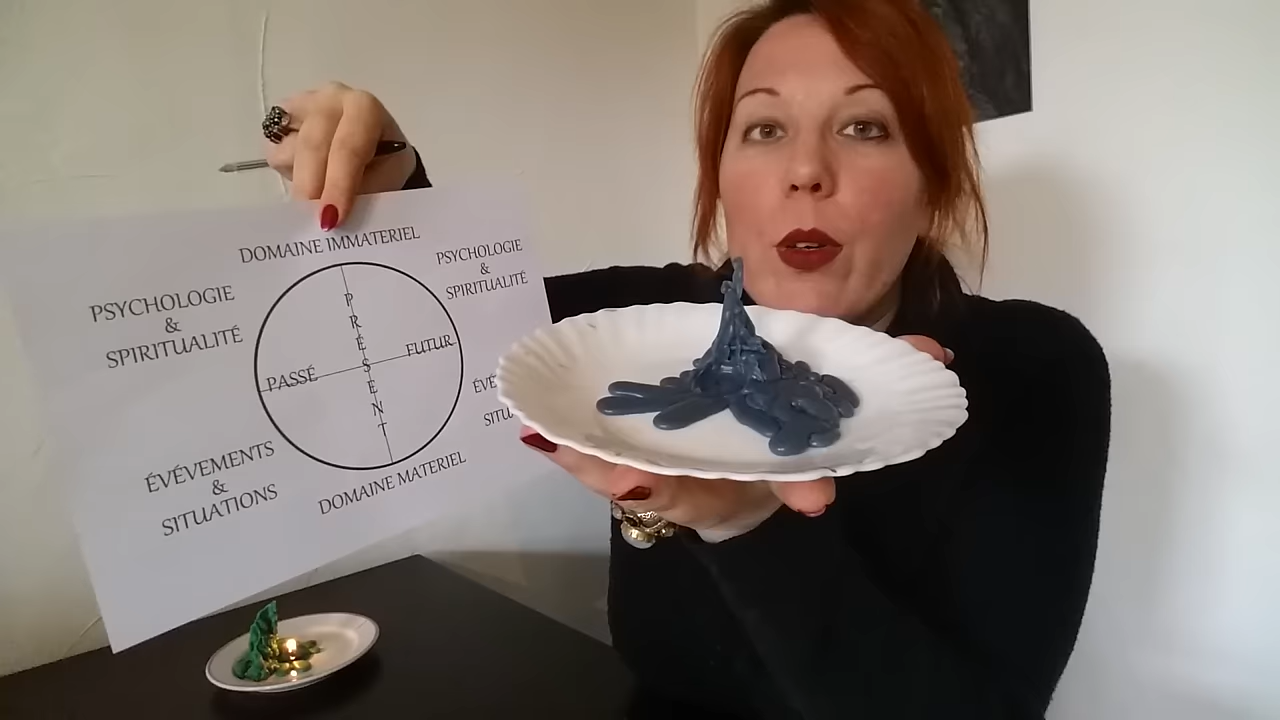 DOMAINE IMMATERIEL
PSYCHOLOGIE
&
SPIRITUALITÉ
PSYCHOLOGIE
&
SPIRITUALITÉ
PRÉSENT
PASSÉ
FUTUR
ÉVÉVEMENTS
&
SITUATIONS
DOMAINE MATERIEL